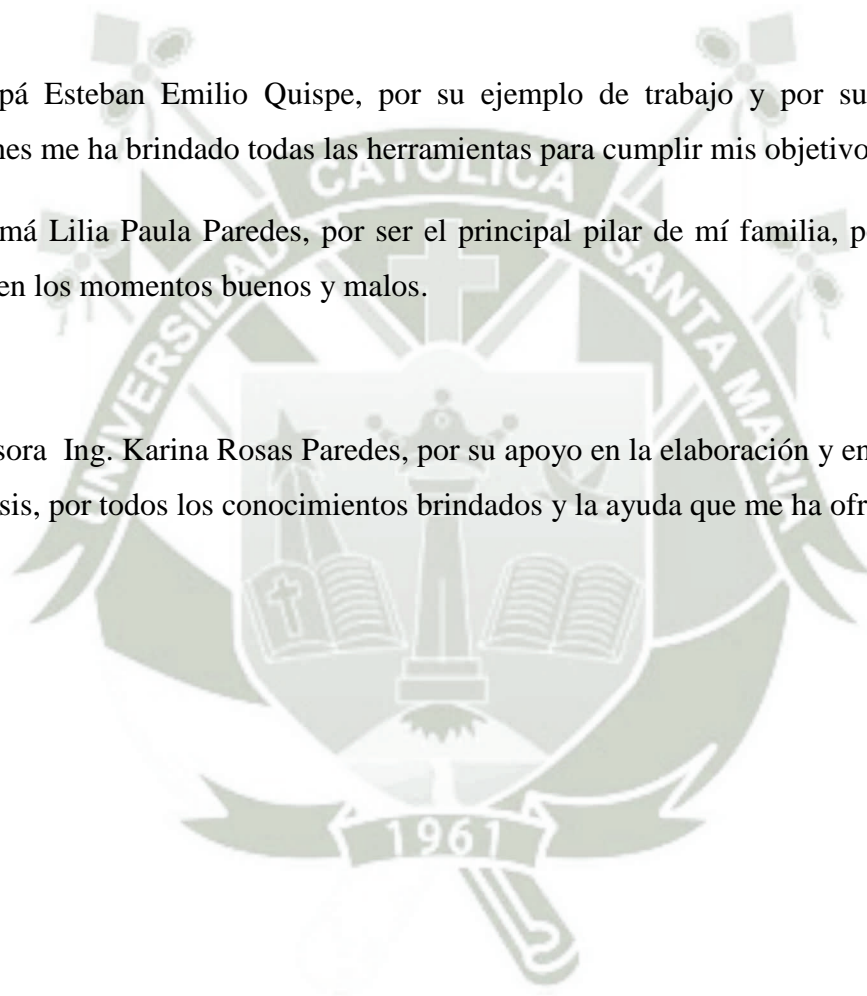 pá Esteban Emilio Quispe, por su ejemplo de trabajo y por su
nes me ha brindado todas las herramientas para cumplir mis objetivo
má Lilia Paula Paredes, por ser el principal pilar de mí familia, p
en los momentos buenos y malos.
sora Ing. Karina Rosas Paredes, por su apoyo en la elaboración y en
sis, por todos los conocimientos brindados y la ayuda que me ha ofr
UNIVERSIDAD CATOLICA SANTA MARIA
1961